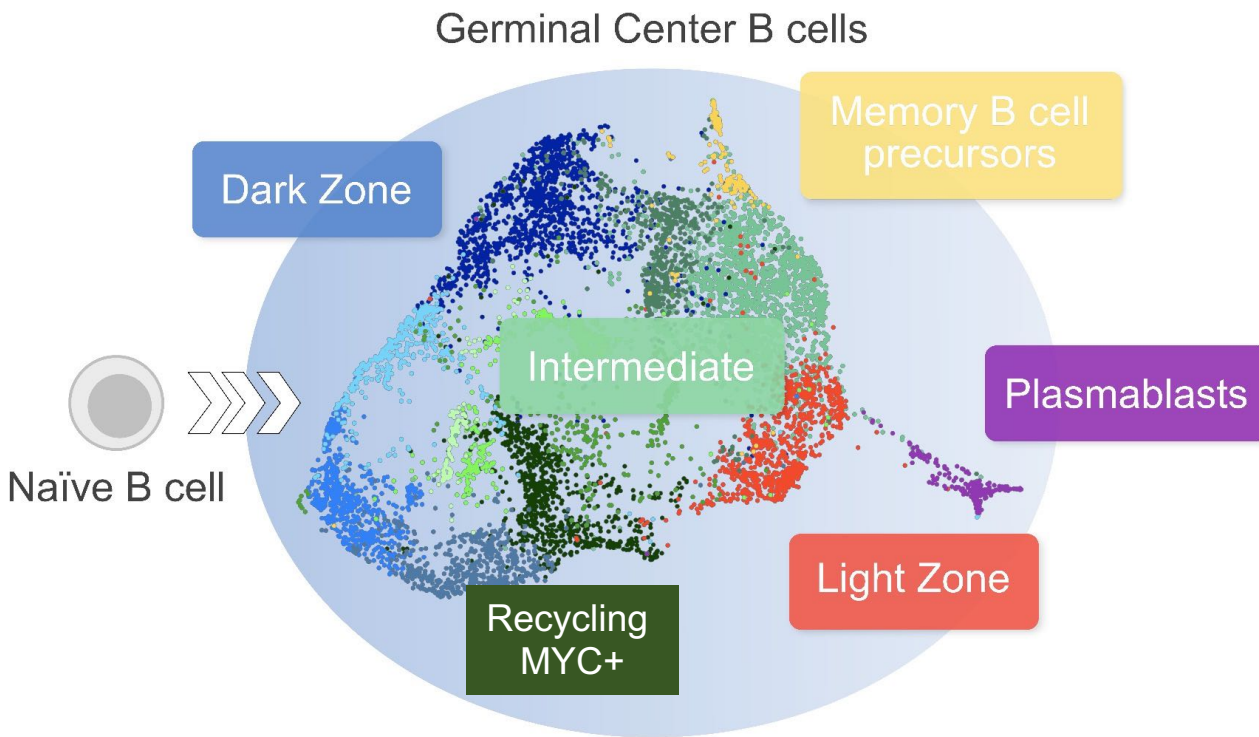 Germinal Center B cells
Memory B cell
precursors
Dark Zone
Intermediate
Plasmablasts
Naïve B cell
Light Zone
Recycling
MYC+